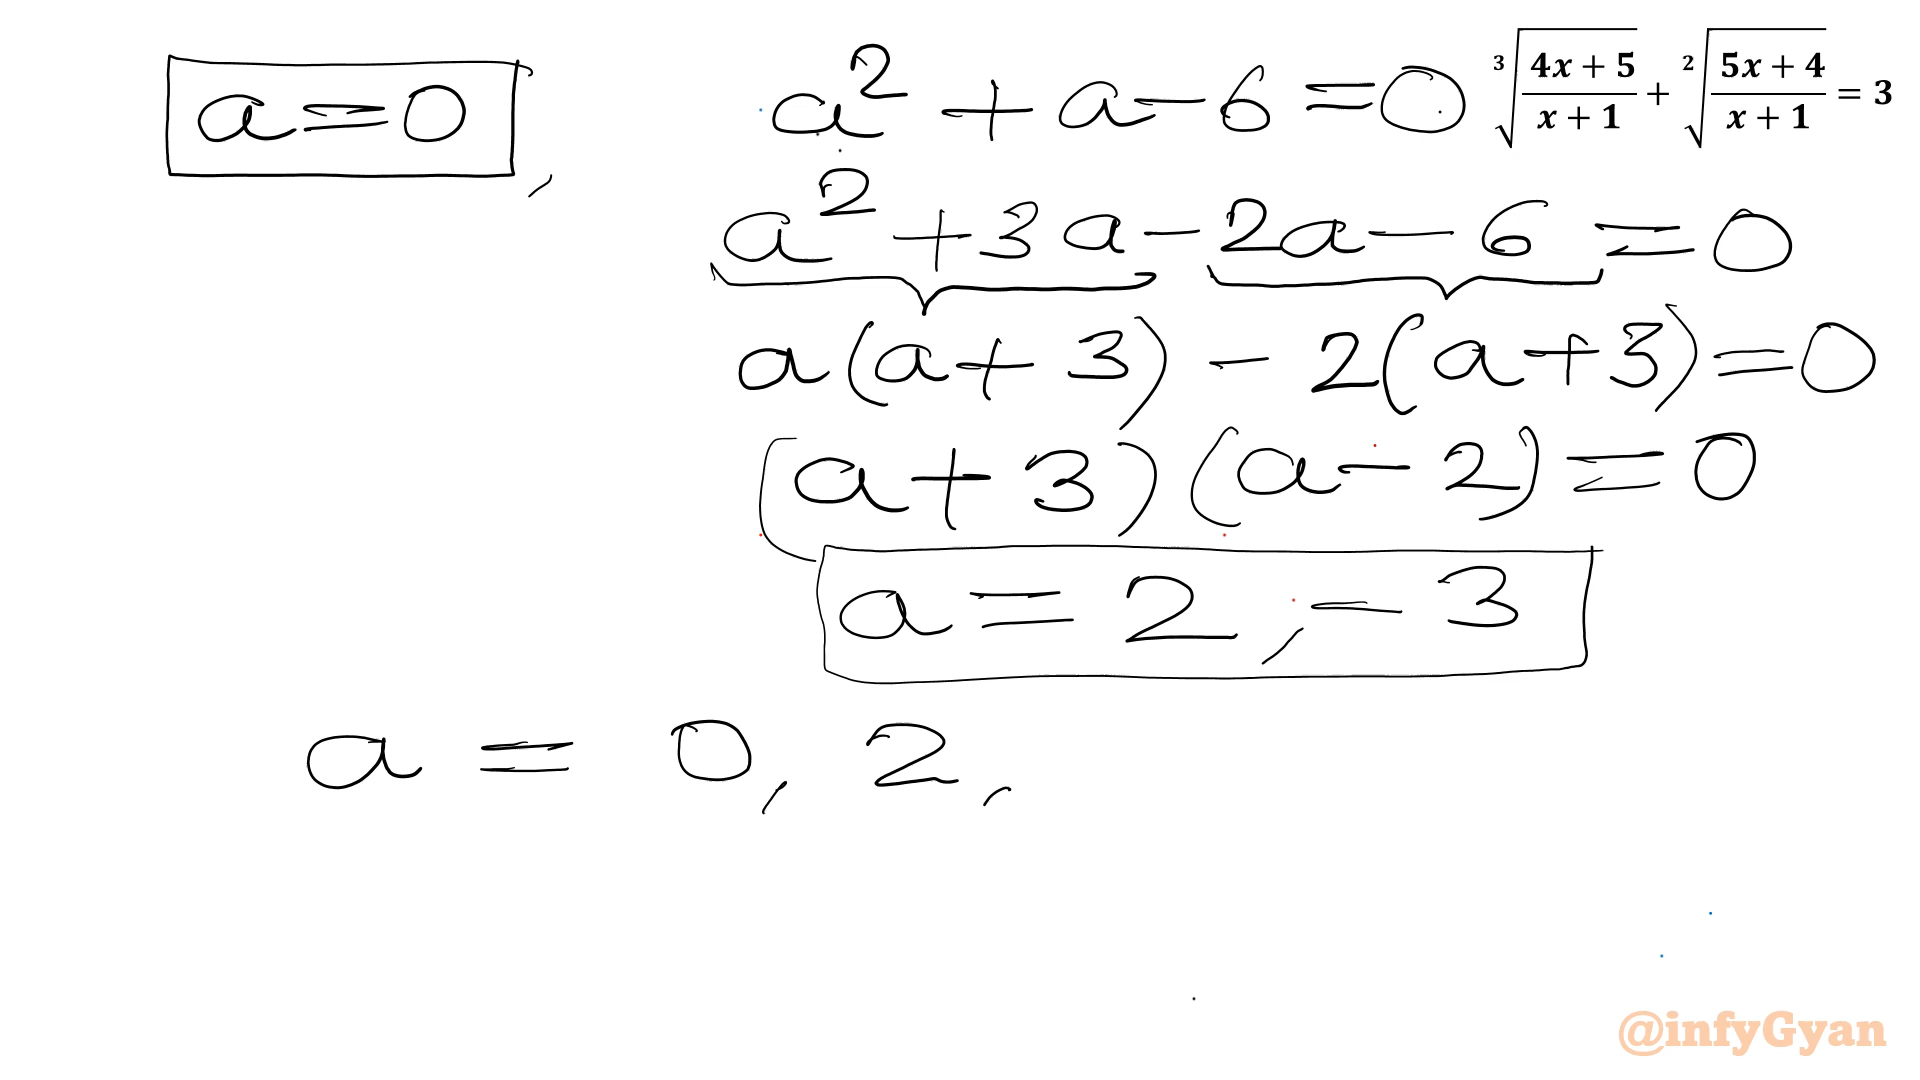 a = 0 ,
a² + a - 6 = 0
∛((4x + 5)/(x + 1)) + ²√((5x + 4)/(x + 1)) = 3
a² + 3a - 2a - 6 = 0
a(a + 3) - 2(a + 3) = 0
(a + 3)(a - 2) = 0
a = 2, -3
a = 0, 2,
@infyGyan